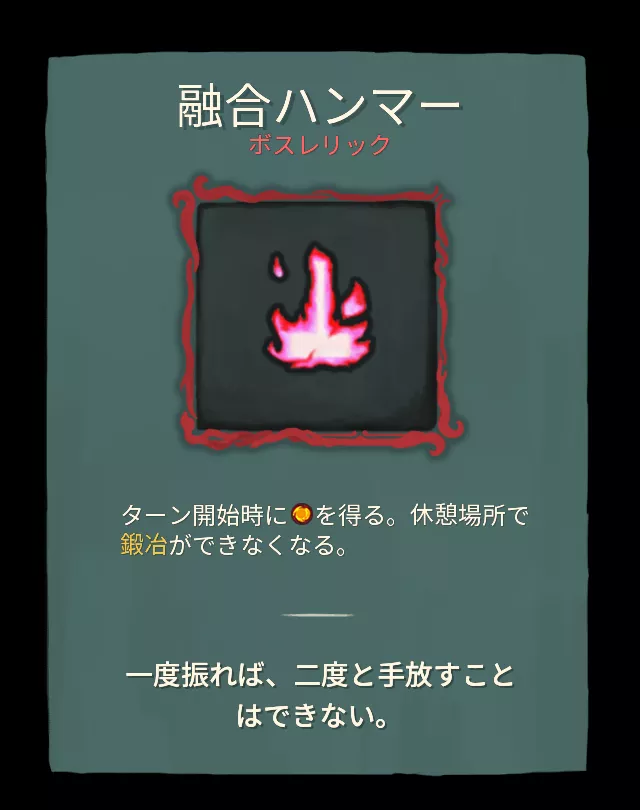 融合ハンマー
ボスレリック
ターン開始時にを得る。休憩場所で
鍛冶ができなくなる。
一度振れば、二度と手放すこと
はできない。